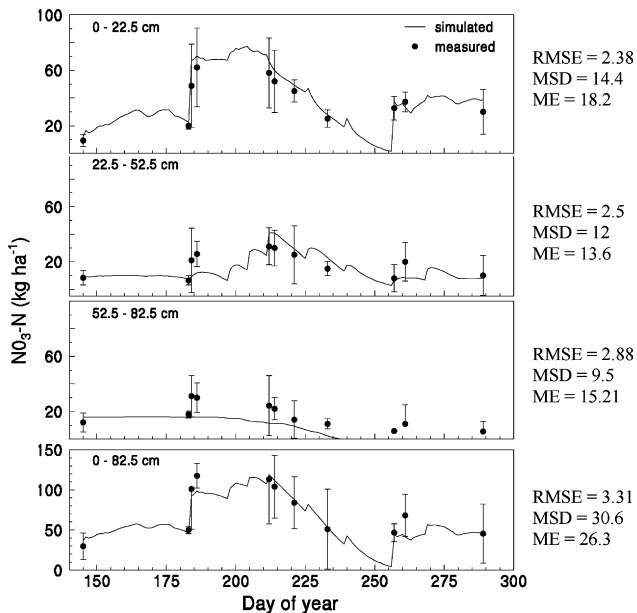 0 - 22.5 cm
simulated
measured
100
60
20
RMSE = 2.38
MSD = 14.4
ME = 18.2
22.5 - 52.5 cm
60
20
RMSE = 2.5
MSD = 12
ME = 13.6
N0₃-N (kg ha⁻¹)
52.5 - 82.5 cm
60
20
RMSE = 2.88
MSD = 9.5
ME = 15.21
0 - 82.5 cm
150
100
50
0
RMSE = 3.31
MSD = 30.6
ME = 26.3
150 175 200 225 250 275 300
Day of year